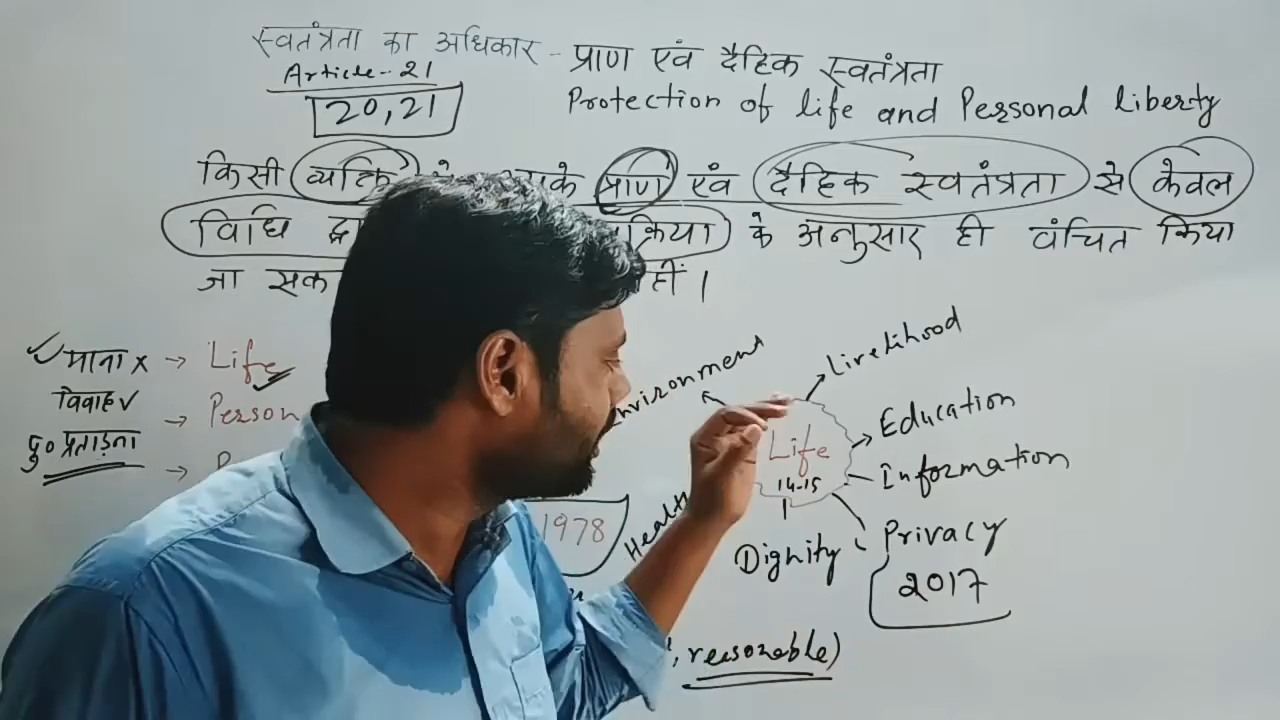 स्वतंत्रता का अधिकार - प्राण एवं दैहिक स्वतंत्रता
Article-21
Protection of life and Personal liberty
20,21
किसी व्यक्ति प्राण एवं दैहिक स्वतंत्रता से केवल
विधि के अनुसार ही वंचित किया
जा
माना x → Life
विवाह ✓ → Person
पु० प्रताड़ना →
Environment
Livelihood
Education
Life
14-15
Information
Health
Dignity
Privacy
2017
1978
, reasonable)